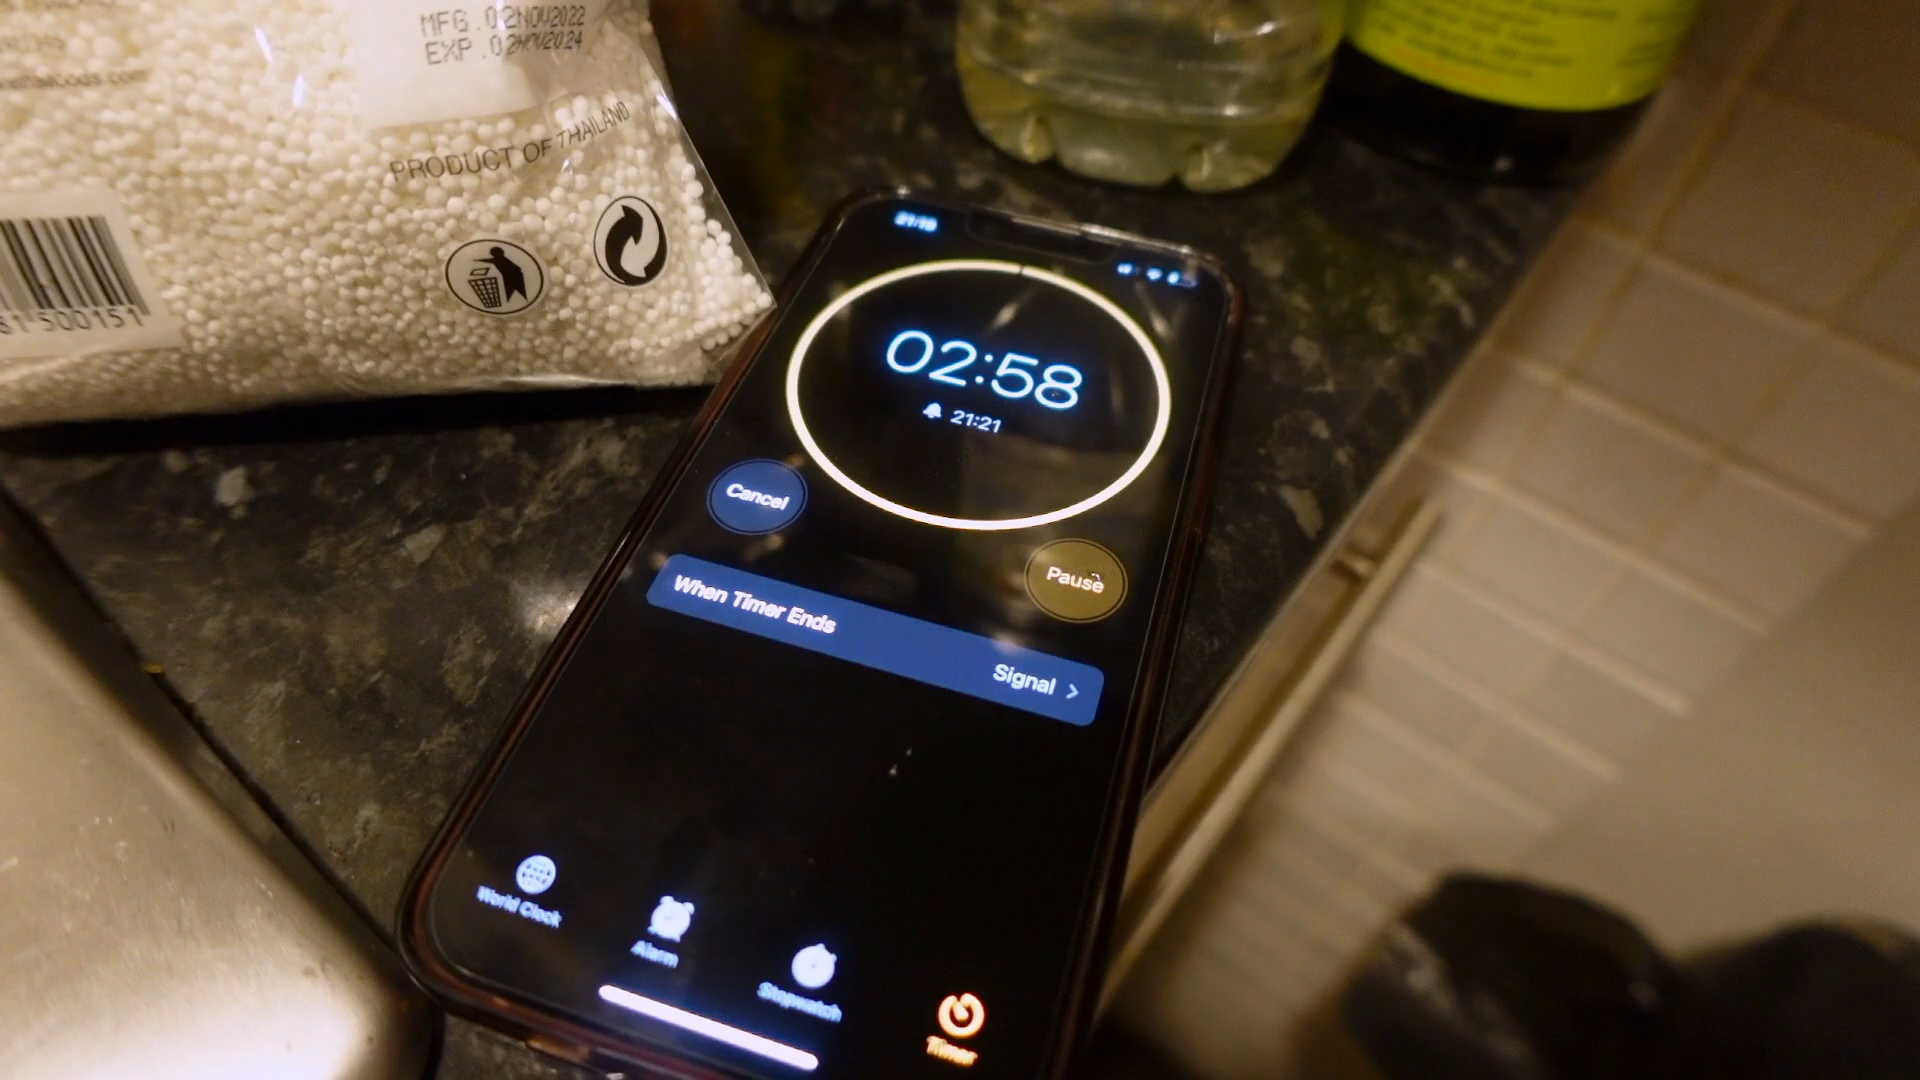 MFG.02NOV2022
EXP.02NOV2024
PRODUCT OF THAILAND
500151
02:58
21:21
Cancel
Pause
When Timer Ends
Signal
World Clock
Alarm
Stopwatch
Timer